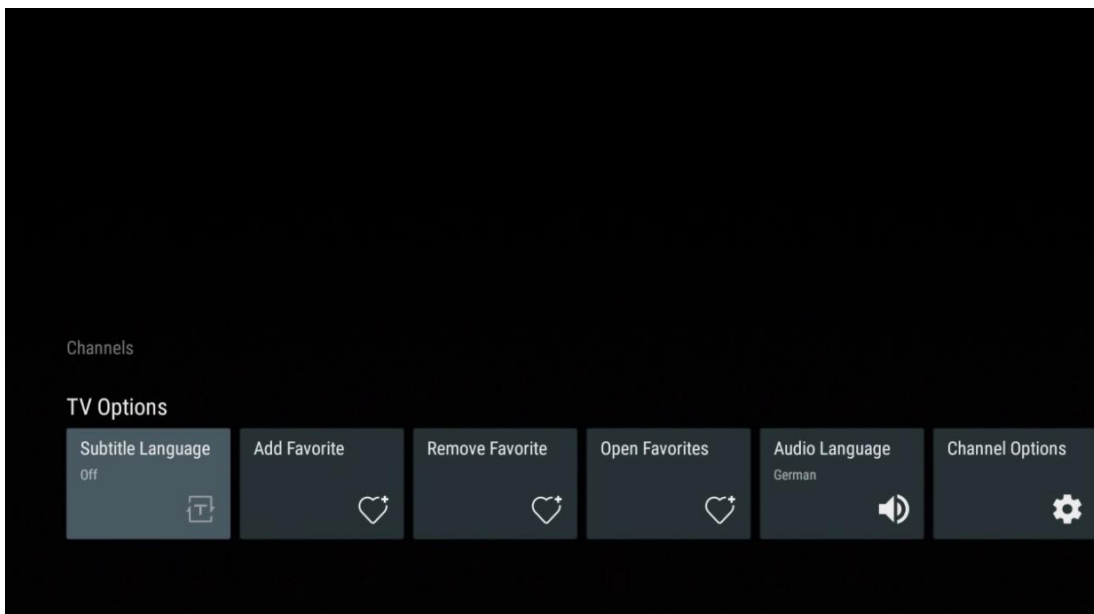 Channels
TV Options
Subtitle Language
Off
Add Favorite
Remove Favorite
Open Favorites
Audio Language
German
Channel Options